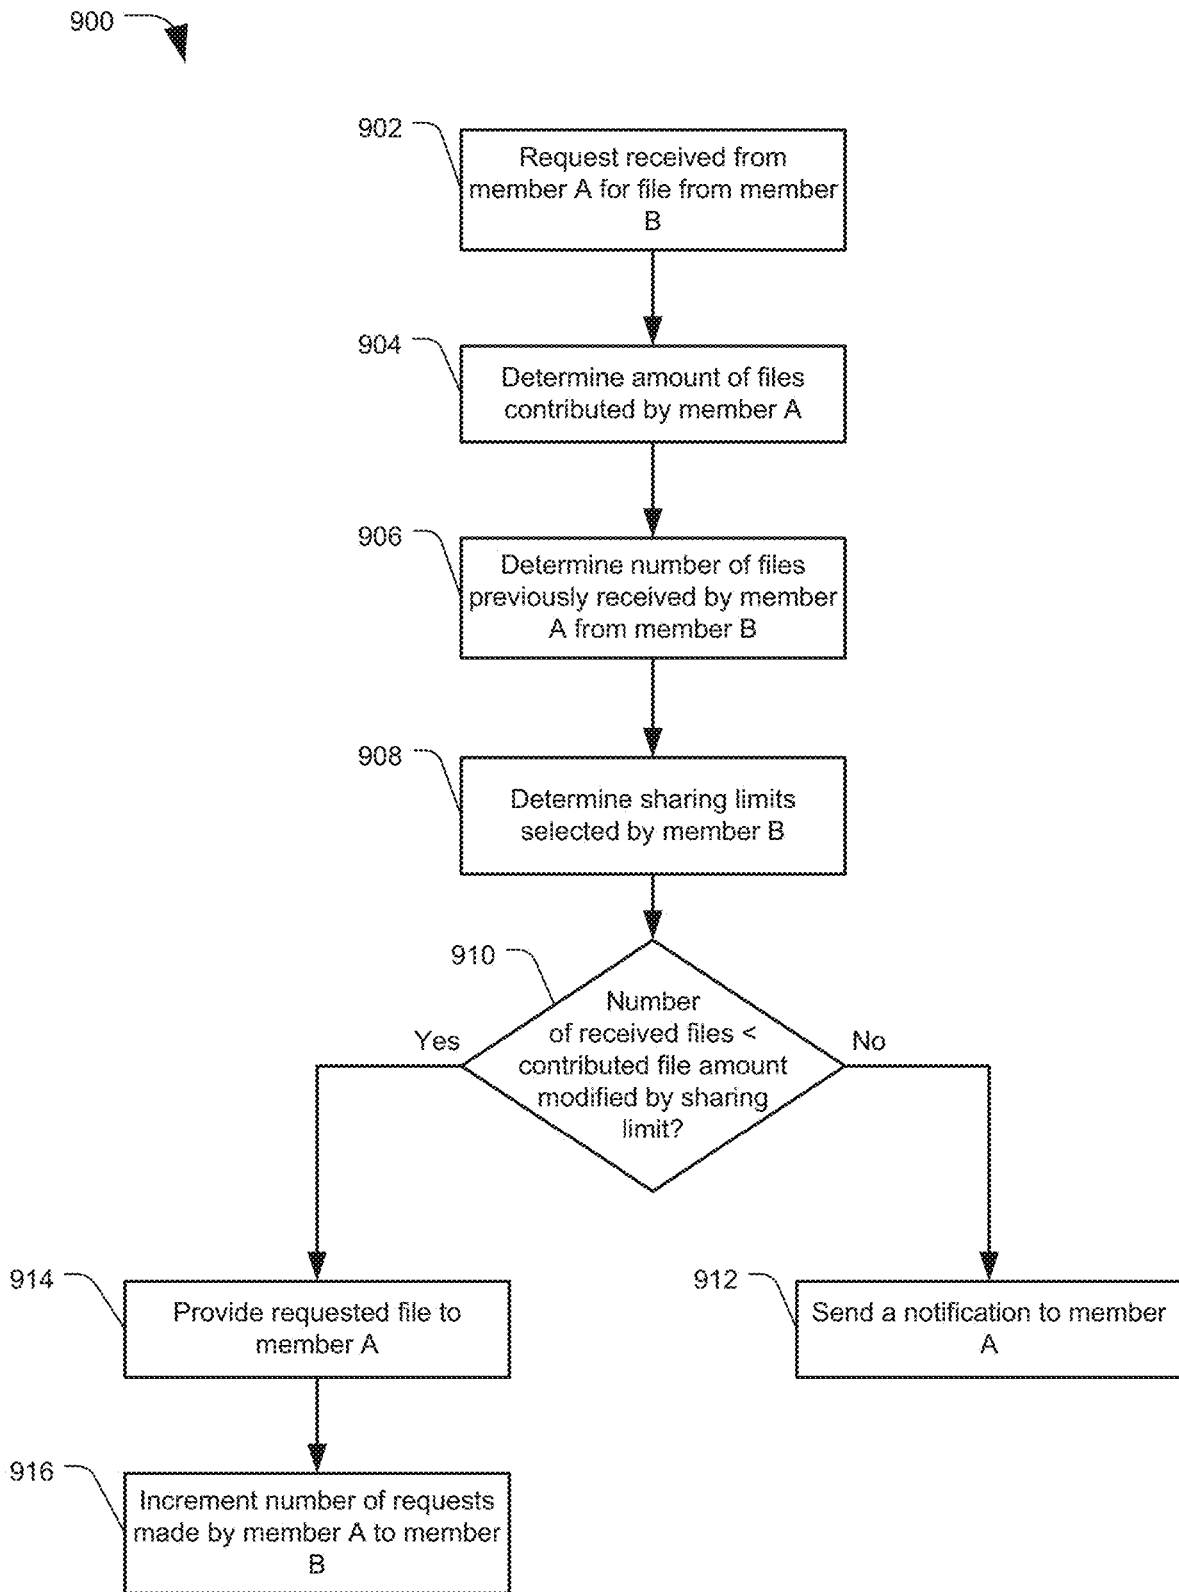 900
902
Request received from
member A for file from member
B
904
Determine amount of files
contributed by member A
906
Determine number of files
previously received by member
A from member B
908
Determine sharing limits
selected by member B
910
Number
of received files <
contributed file amount
modified by sharing
limit?
Yes
No
914
Provide requested file to
member A
912
Send a notification to member
A
916
Increment number of requests
made by member A to member
B